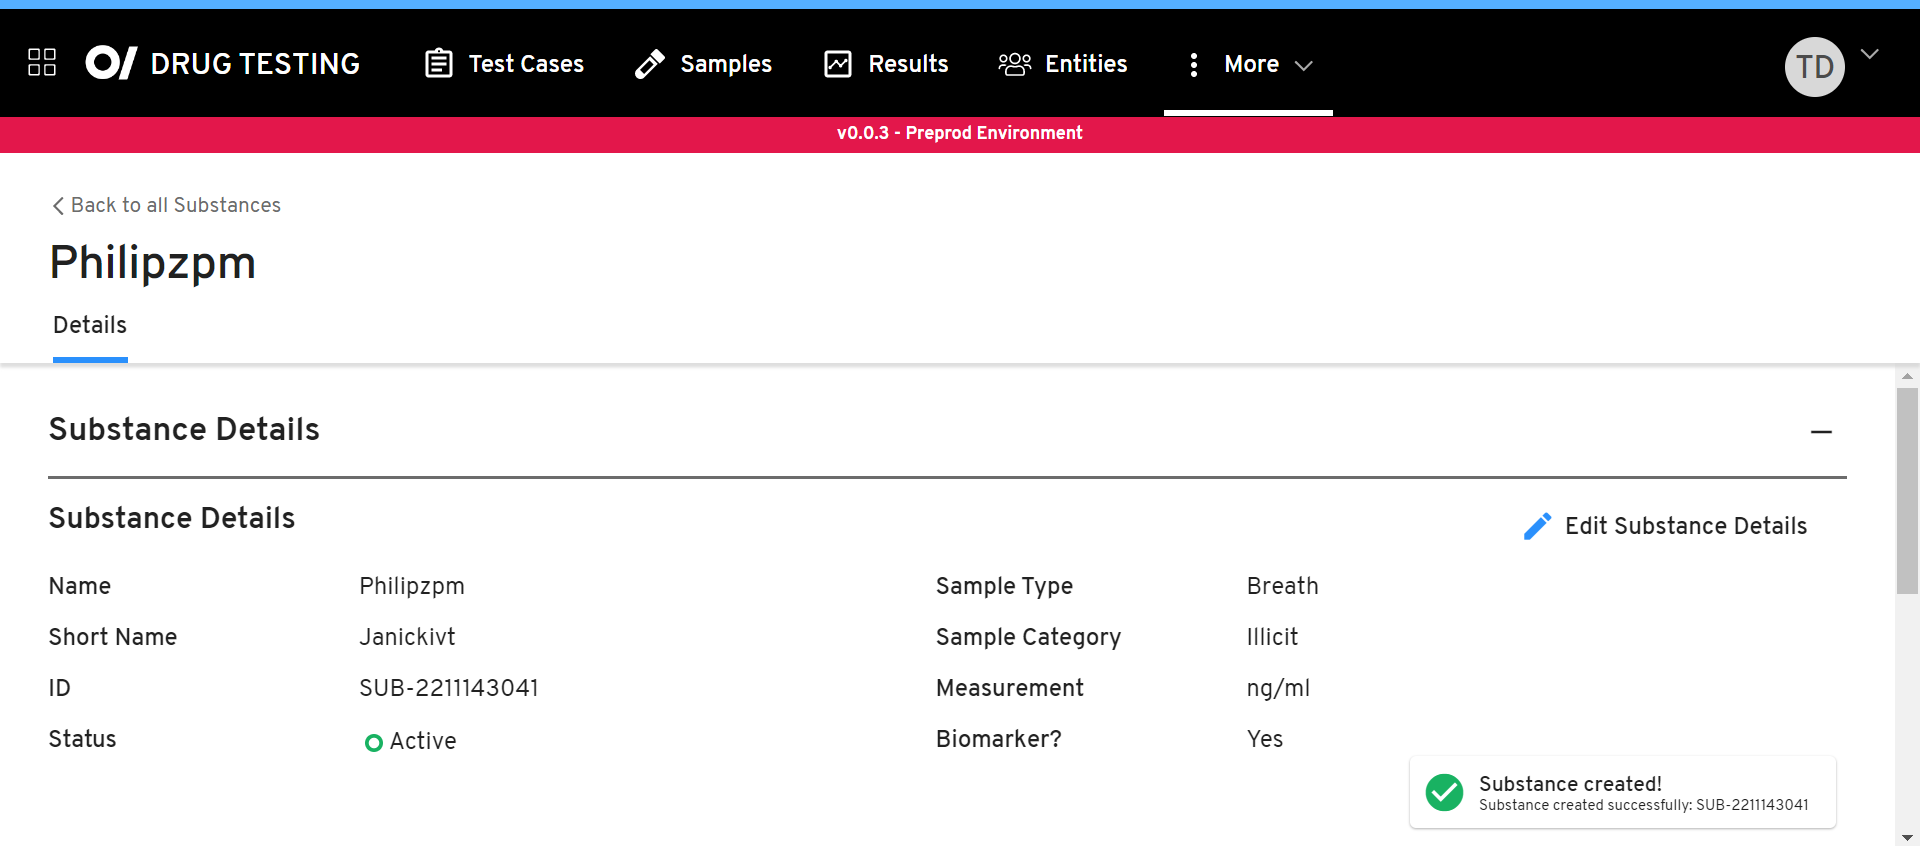 DRUG TESTING
Test Cases
Samples
Results
Entities
More
TD
v0.0.3 - Preprod Environment
Back to all Substances
Philipzpm
Details
Substance Details
Substance Details
Edit Substance Details
Name Philipzpm
Sample Type Breath
Short Name Janickivt
Sample Category Illicit
ID SUB-2211143041
Measurement ng/ml
Status Active
Biomarker? Yes
Substance created!
Substance created successfully: SUB-2211143041